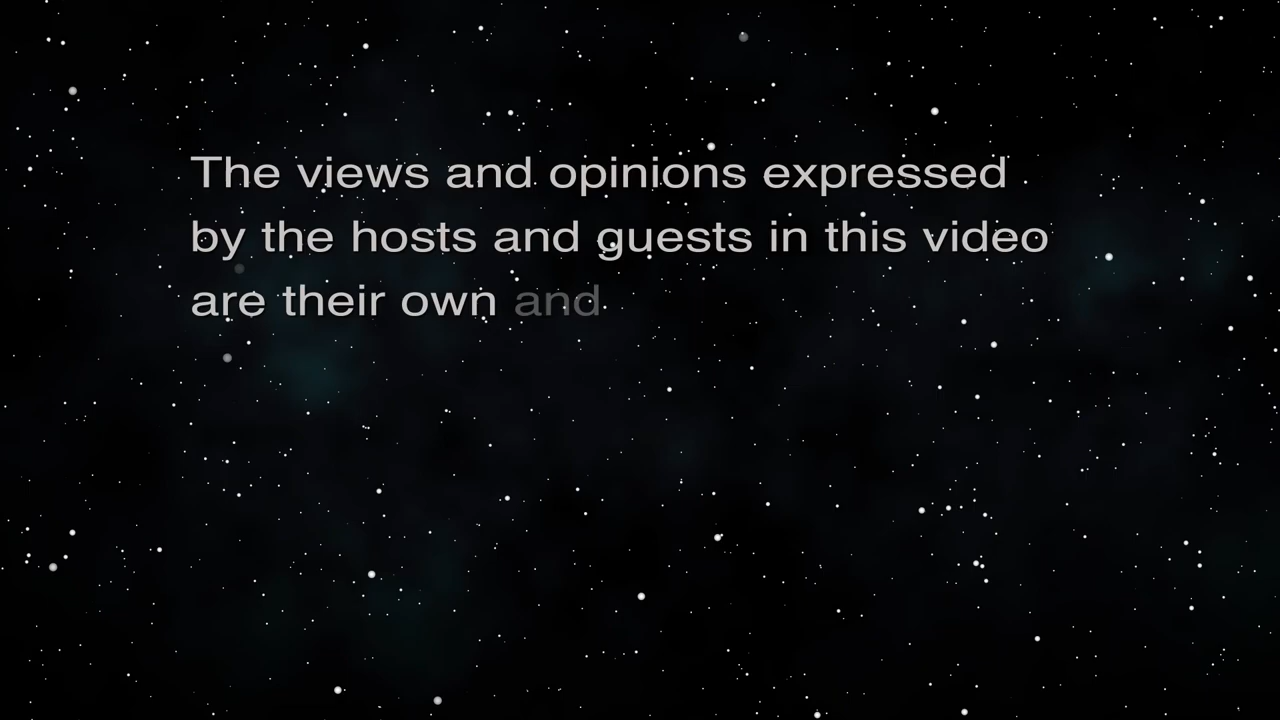 The views and opinions expressed
by the hosts and guests in this video
are their own and